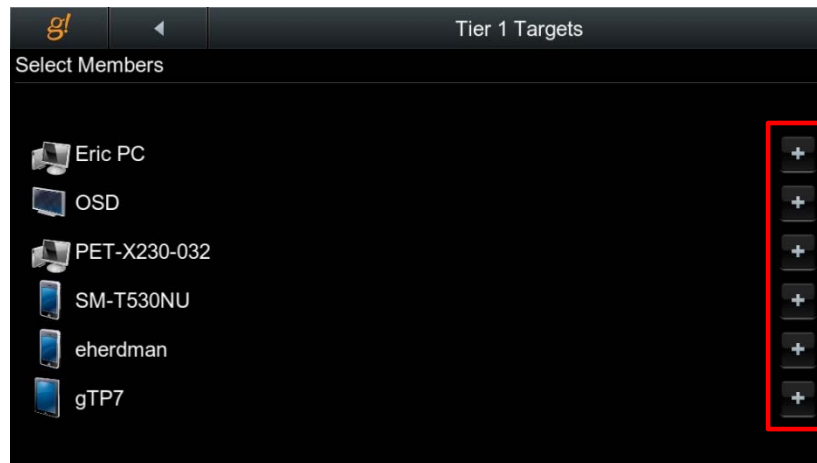 g!
Tier 1 Targets
Select Members
Eric PC
OSD
PET-X230-032
SM-T530NU
eherdman
gTP7